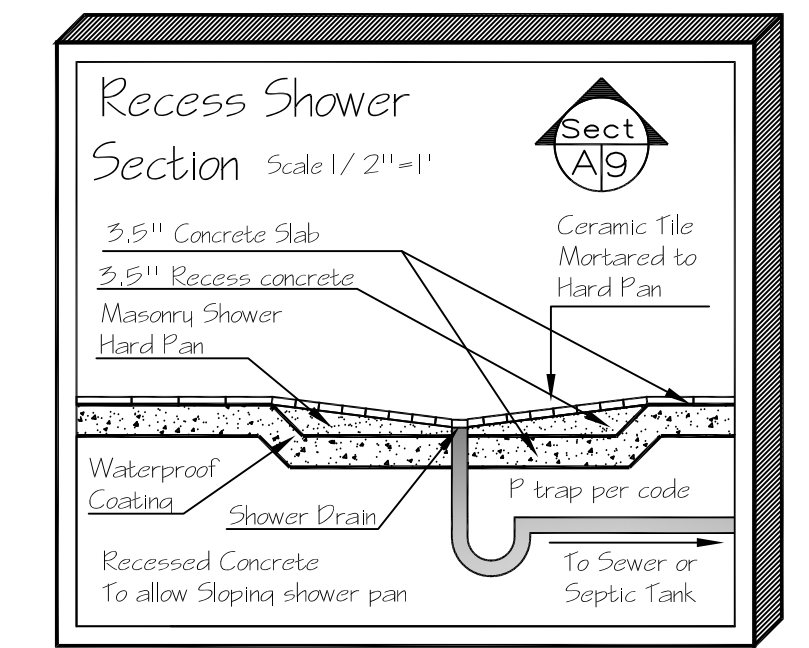 Recess Shower
Section Scale 1/2"=1'
Sect
A 9
3.5" Concrete Slab
3.5" Recess concrete
Masonry Shower
Hard Pan
Ceramic Tile
Mortared to
Hard Pan
Waterproof
Coating
Shower Drain
P trap per code
Recessed Concrete
To allow Sloping shower pan
To Sewer or
Septic Tank